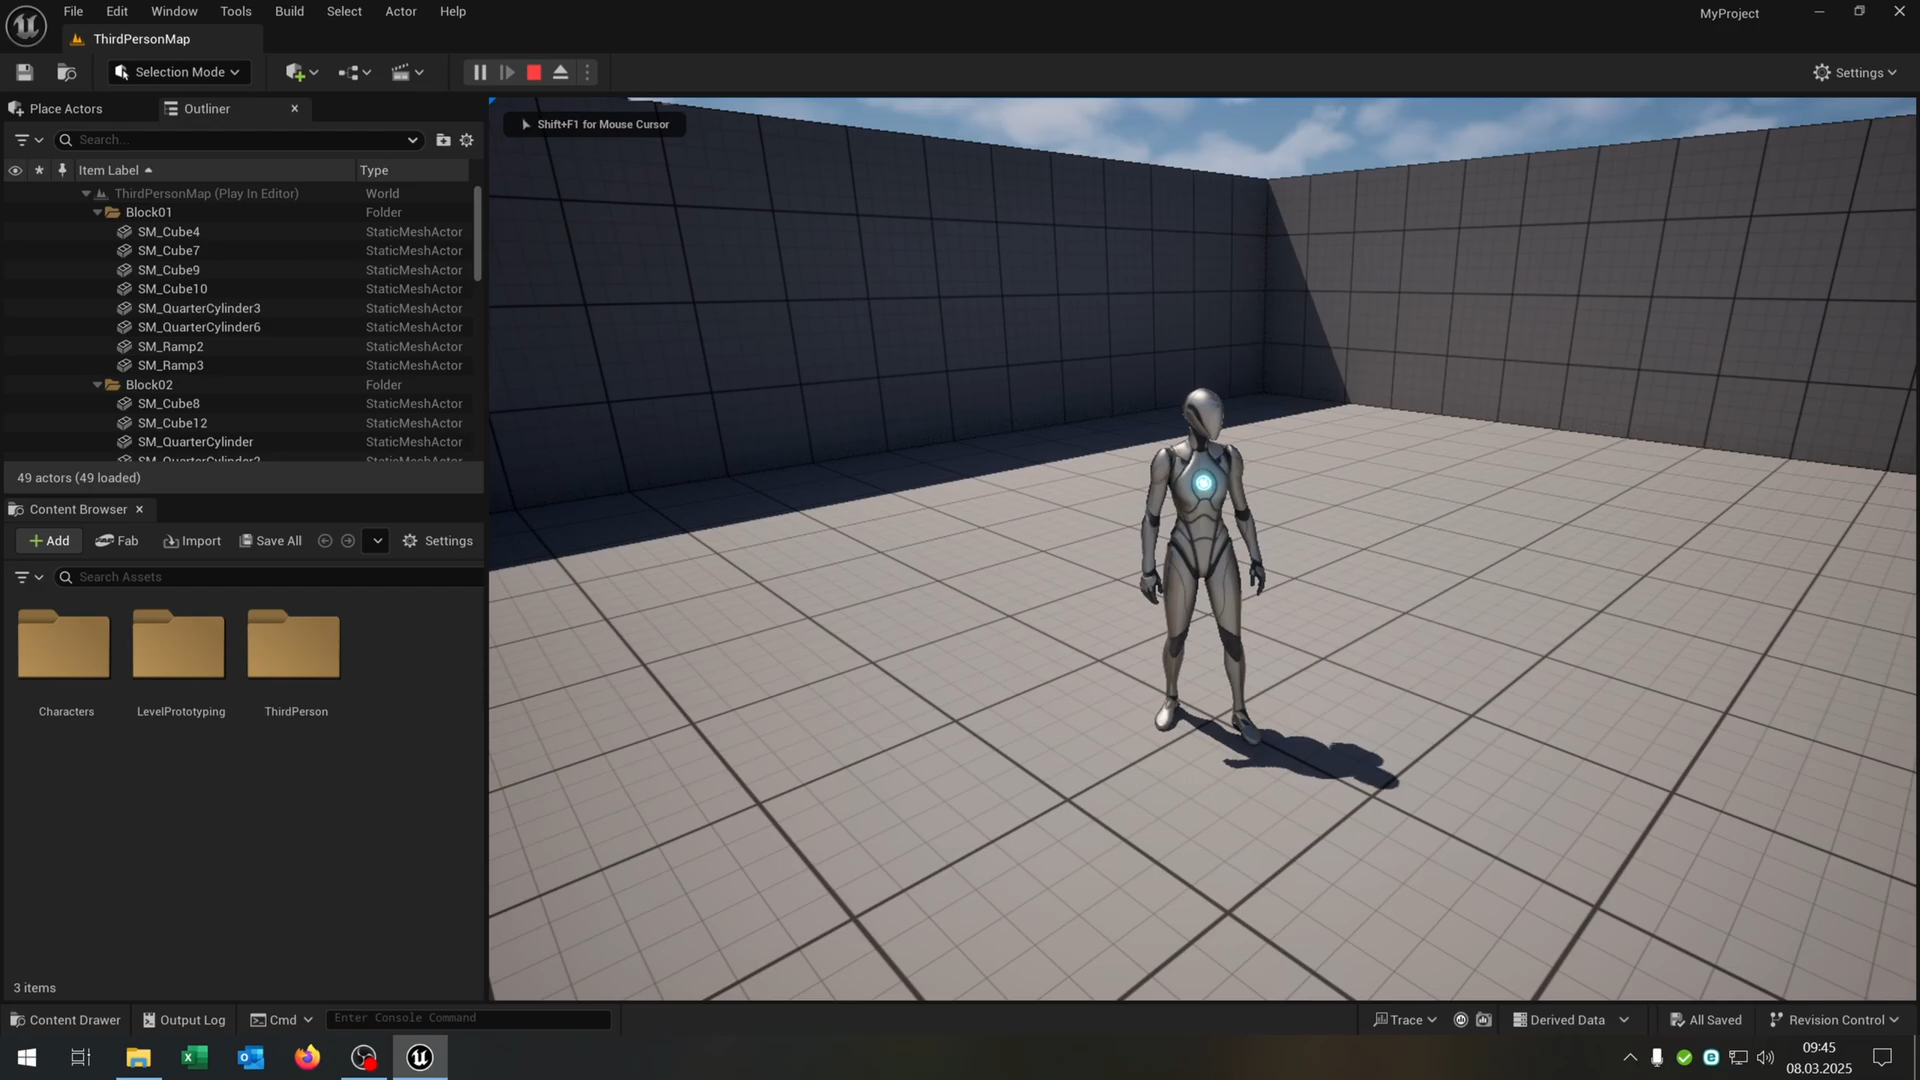 File Edit Window Tools Build Select Actor Help
MyProject
ThirdPersonMap
Selection Mode
Settings
Place Actors
Outliner
Shift+F1 for Mouse Cursor
Search...
Item Label
Type
ThirdPersonMap (Play In Editor) World
Block01 Folder
SM_Cube4 StaticMeshActor
SM_Cube7 StaticMeshActor
SM_Cube9 StaticMeshActor
SM_Cube10 StaticMeshActor
SM_QuarterCylinder3 StaticMeshActor
SM_QuarterCylinder6 StaticMeshActor
SM_Ramp2 StaticMeshActor
SM_Ramp3 StaticMeshActor
Block02 Folder
SM_Cube8 StaticMeshActor
SM_Cube12 StaticMeshActor
SM_QuarterCylinder StaticMeshActor
SM_QuarterCylinder2 StaticMeshActor
49 actors (49 loaded)
Content Browser
Add Fab Import Save All Settings
Search Assets
Characters LevelPrototyping ThirdPerson
3 items
Content Drawer Output Log Cmd Enter Console Command Trace Derived Data All Saved Revision Control
09:45
08.03.2025